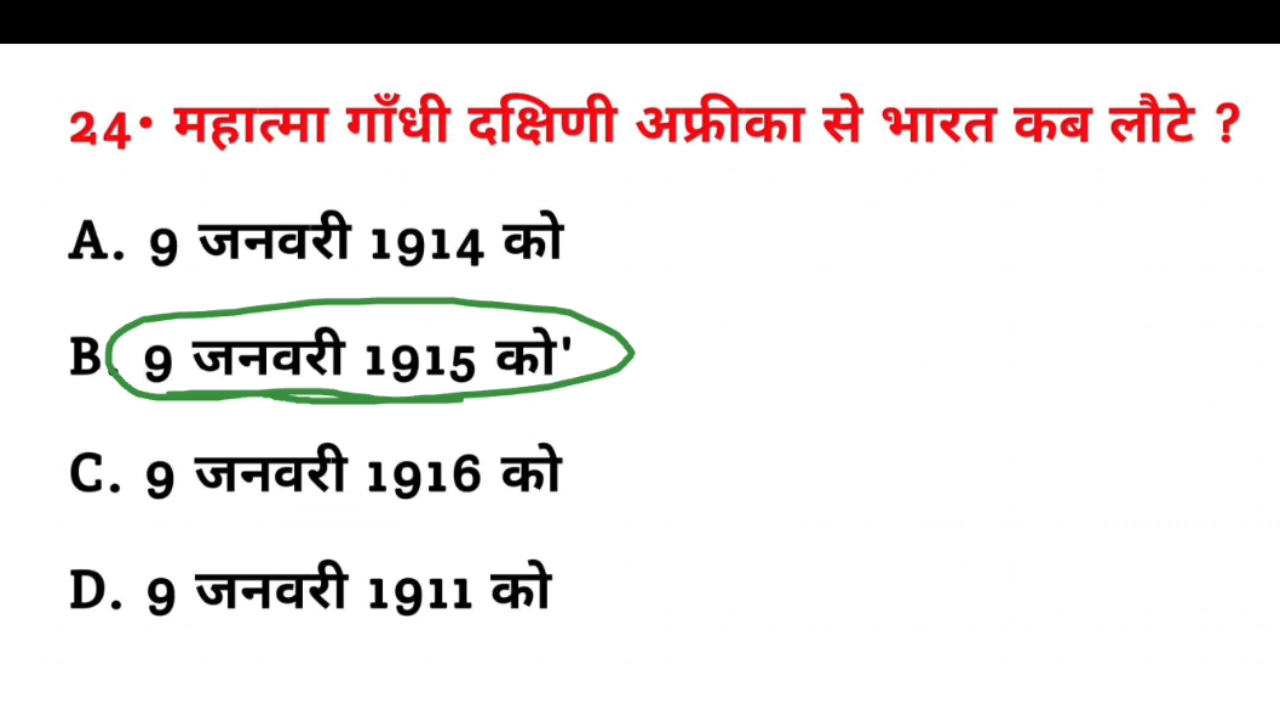 24· महात्मा गाँधी दक्षिणी अफ्रीका से भारत कब लौटे ?
A. 9 जनवरी 1914 को
B. 9 जनवरी 1915 को'
C. 9 जनवरी 1916 को
D. 9 जनवरी 1911 को